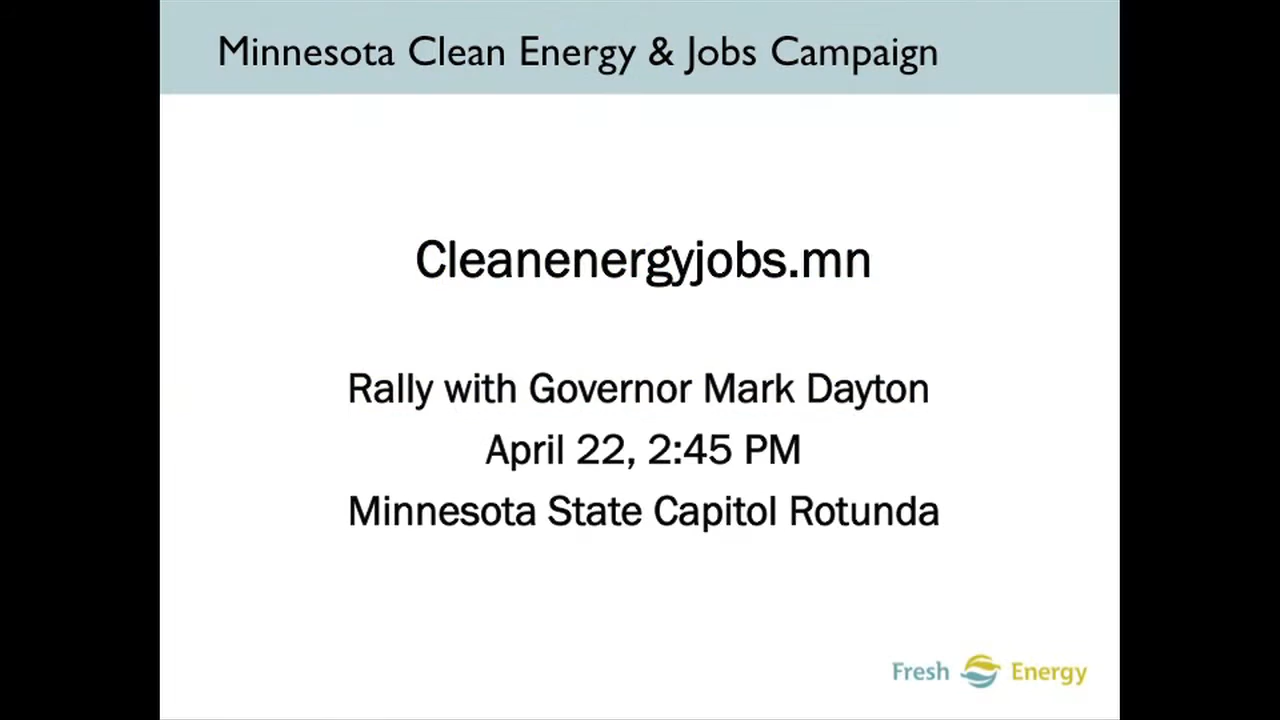 Minnesota Clean Energy & Jobs Campaign
Cleanenergyjobs.mn
Rally with Governor Mark Dayton
April 22, 2:45 PM
Minnesota State Capitol Rotunda
Fresh Energy